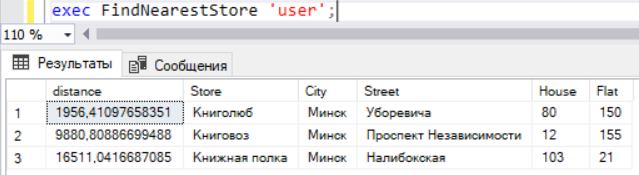 exec FindNearestStore 'user';
110 %
Результаты Сообщения
distance Store City Street House Flat
1 1956,41097658351 Книголюб Минск Уборевича 80 150
2 9880,80886699488 Книговоз Минск Проспект Независимости 12 155
3 16511,0416687085 Книжная полка Минск Налибокская 103 21